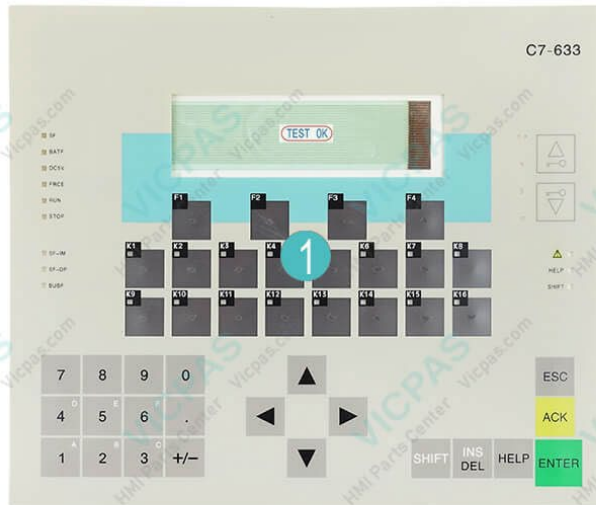 C7-633
TEST OK
SF
BATF
DC5V
FRCE
RUN
STOP
SF-IM
SF-DP
BUSF
F1 F2 F3 F4
K1 K2 K3 K4 K6 K7 K8
1
K9 K10 K11 K12 K13 K14 K15 K16
HELP
SHIFT
7 8 9 0
4 D 5 E 6 F .
1 A 2 B 3 C +/-
ESC
ACK
SHIFT INS DEL HELP ENTER
VICPAS
HMI Parts Center
Vicpas.com